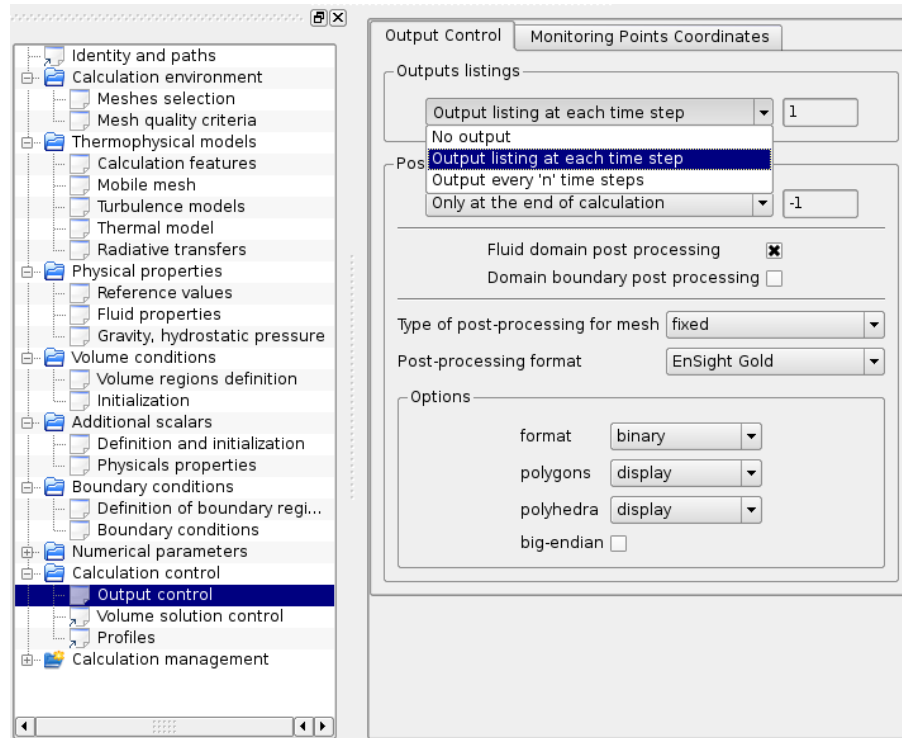 Identity and paths
Calculation environment
Meshes selection
Mesh quality criteria
Thermophysical models
Calculation features
Mobile mesh
Turbulence models
Thermal model
Radiative transfers
Physical properties
Reference values
Fluid properties
Gravity, hydrostatic pressure
Volume conditions
Volume regions definition
Initialization
Additional scalars
Definition and initialization
Physicals properties
Boundary conditions
Definition of boundary regi...
Boundary conditions
Numerical parameters
Calculation control
Output control
Volume solution control
Profiles
Calculation management
Output Control Monitoring Points Coordinates
Outputs listings
Output listing at each time step 1
No output
Output listing at each time step
Output every 'n' time steps
Pos
Only at the end of calculation -1
Fluid domain post processing
Domain boundary post processing
Type of post-processing for mesh fixed
Post-processing format EnSight Gold
Options
format binary
polygons display
polyhedra display
big-endian